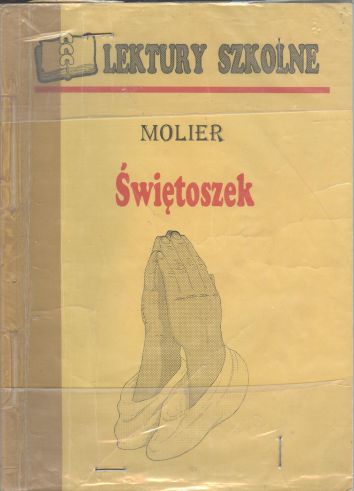 LEKTURY SZKOLNE
MOLIER
Świętoszek